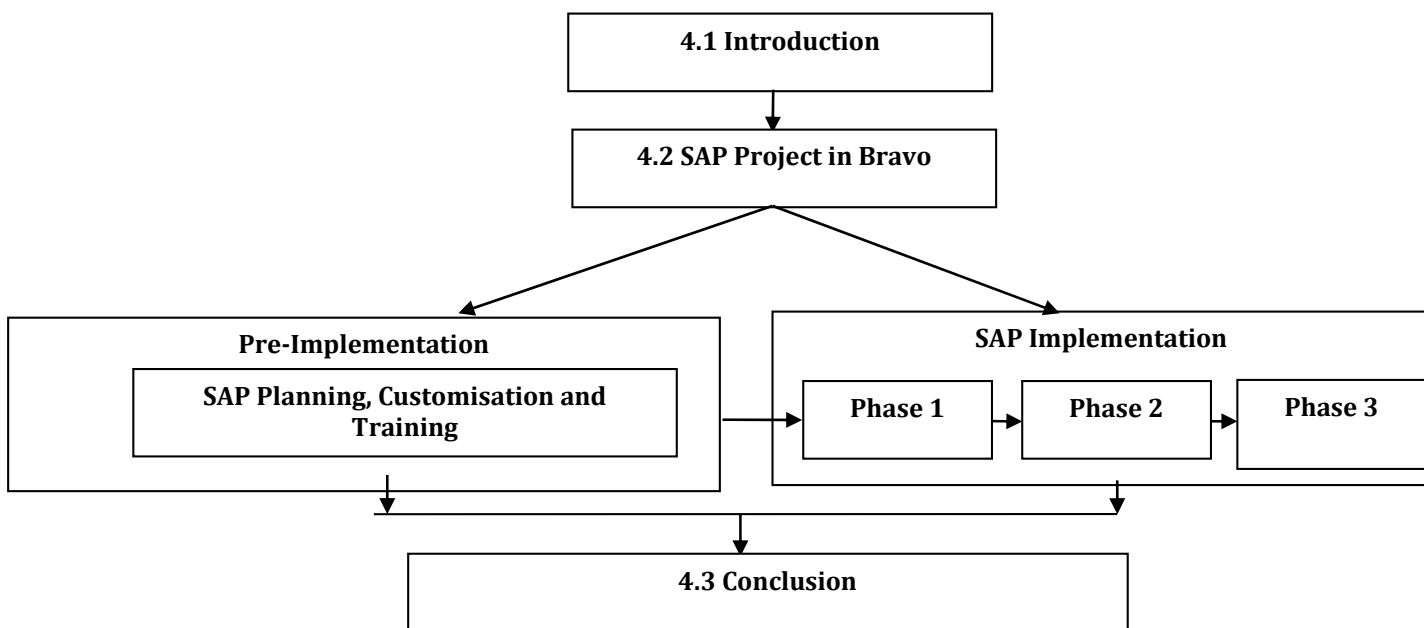 4.1 Introduction
4.2 SAP Project in Bravo
Pre-Implementation
SAP Planning, Customisation and
Training
SAP Implementation
Phase 1
Phase 2
Phase 3
4.3 Conclusion